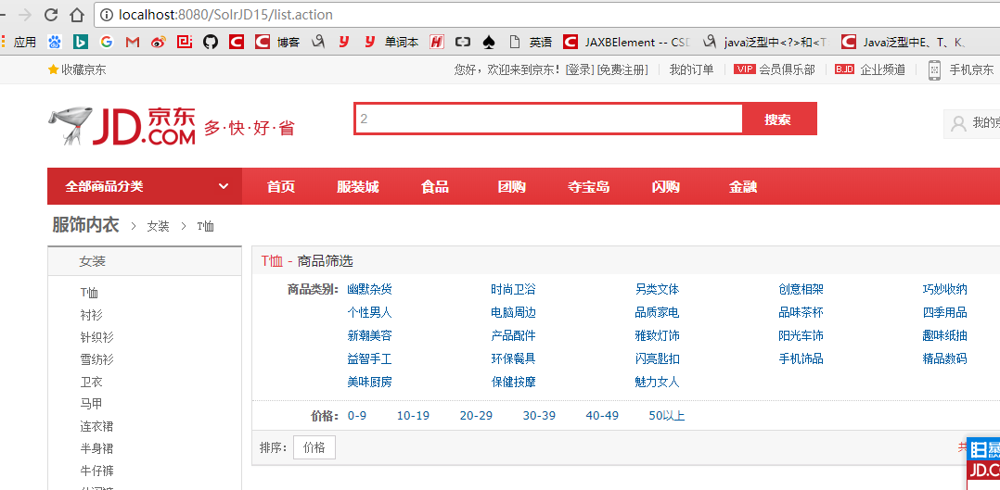 localhost:8080/SolrJD15/list.action
应用 博客 单词本 英语 JAXBElement -- CSD java泛型中<?>和<T Java泛型中E、T、K、
收藏京东 您好，欢迎来到京东！[登录] [免费注册] 我的订单 VIP 会员俱乐部 B.JD 企业频道 手机京东
JD.COM 京东 多·快·好·省 2 搜索 我的京
全部商品分类 首页 服装城 食品 团购 夺宝岛 闪购 金融
服饰内衣 > 女装 > T恤
女装
T恤
衬衫
针织衫
雪纺衫
卫衣
马甲
连衣裙
半身裙
牛仔裤
T恤 - 商品筛选
商品类别： 幽默杂货 时尚卫浴 另类文体 创意相架 巧妙收纳
个性男人 电脑周边 品质家电 品味茶杯 四季用品
新潮美容 产品配件 雅致灯饰 阳光车饰 趣味纸抽
益智手工 环保餐具 闪亮匙扣 手机饰品 精品数码
美味厨房 保健按摩 魅力女人
价格： 0-9 10-19 20-29 30-39 40-49 50以上
排序： 价格 共
JD.C